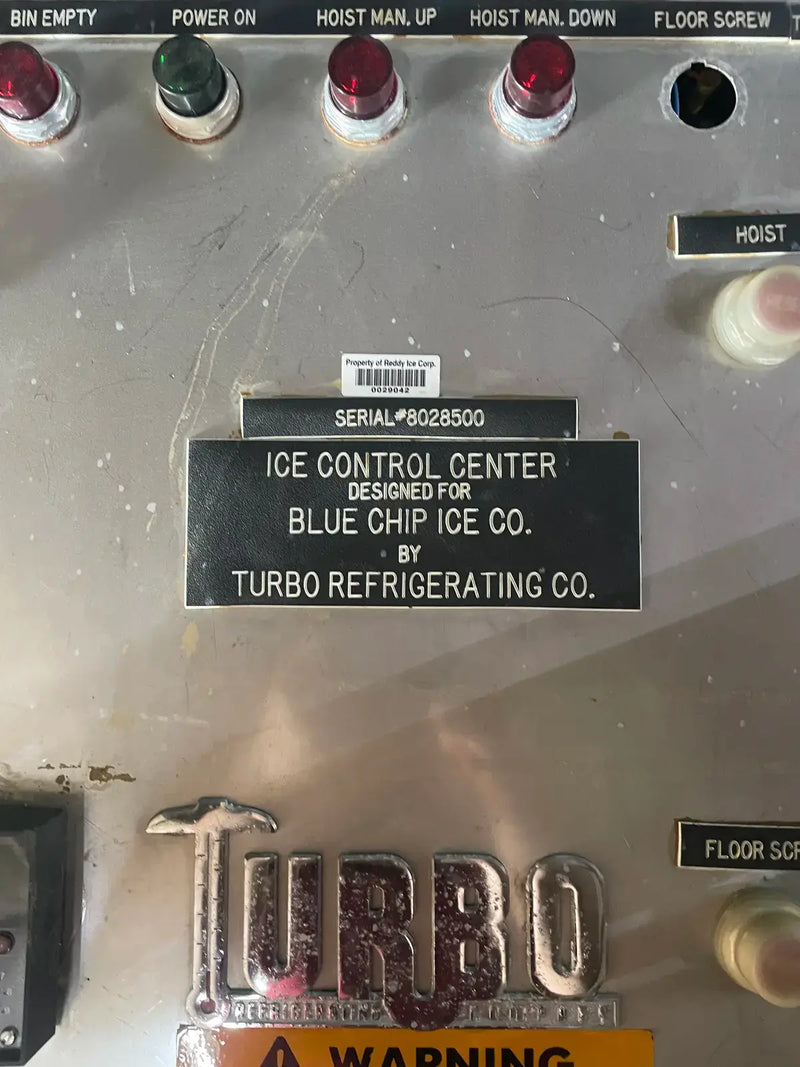 BIN EMPTY
POWER ON
HOIST MAN. UP
HOIST MAN. DOWN
FLOOR SCREW
HOIST
Property of Reddy Ice Corp.
0029042
SERIAL#8028500
ICE CONTROL CENTER
DESIGNED FOR
BLUE CHIP ICE CO.
BY
TURBO REFRIGERATING CO.
FLOOR SCR
TURBO
REFRIGERATING
WARNING